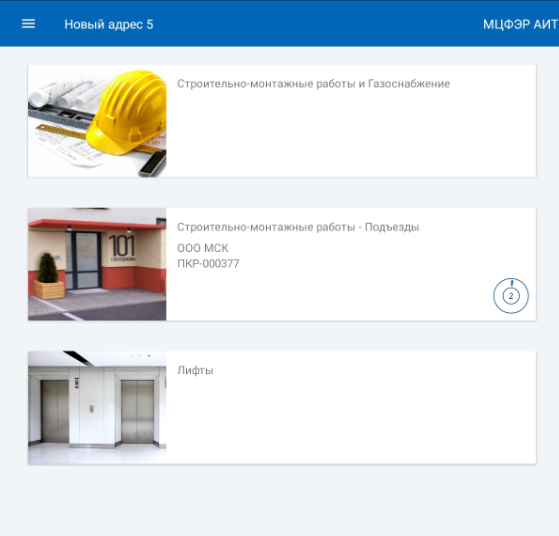 Новый адрес 5
МЦФЭР АИТ
Строительно-монтажные работы и Газоснабжение
101
Строительно-монтажные работы - Подъезды
ООО МСК
ПКР-000377
2
Лифты